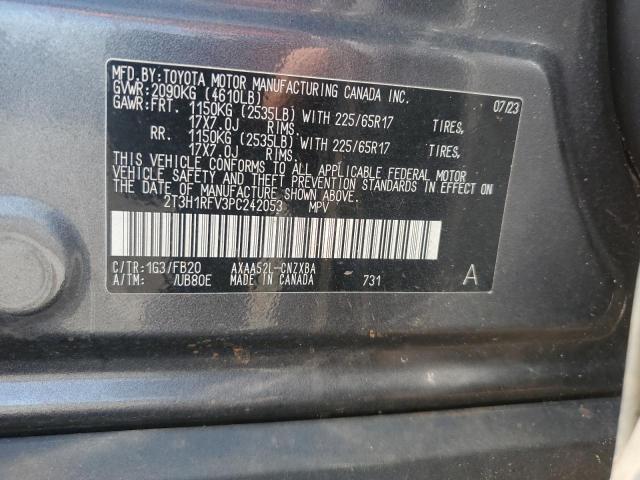 MFD.BY:TOYOTA MOTOR MANUFACTURING CANADA INC.
GVWR:2090KG (4610LB) 07/23
GAWR:FRT. 1150KG (2535LB) WITH 225/65R17 TIRES,
17X7.0J RIMS.
RR. 1150KG (2535LB) WITH 225/65R17 TIRES,
17X7.0J RIMS.
THIS VEHICLE CONFORMS TO ALL APPLICABLE FEDERAL MOTOR
VEHICLE SAFETY AND THEFT PREVENTION STANDARDS IN EFFECT ON
THE DATE OF MANUFACTURE SHOWN ABOVE.
2T3H1RFV3PC242053 MPV
C/TR:1G3/FB20 AXAA52L-CNZXBA
A/TM: /UB80E MADE IN CANADA 731 A